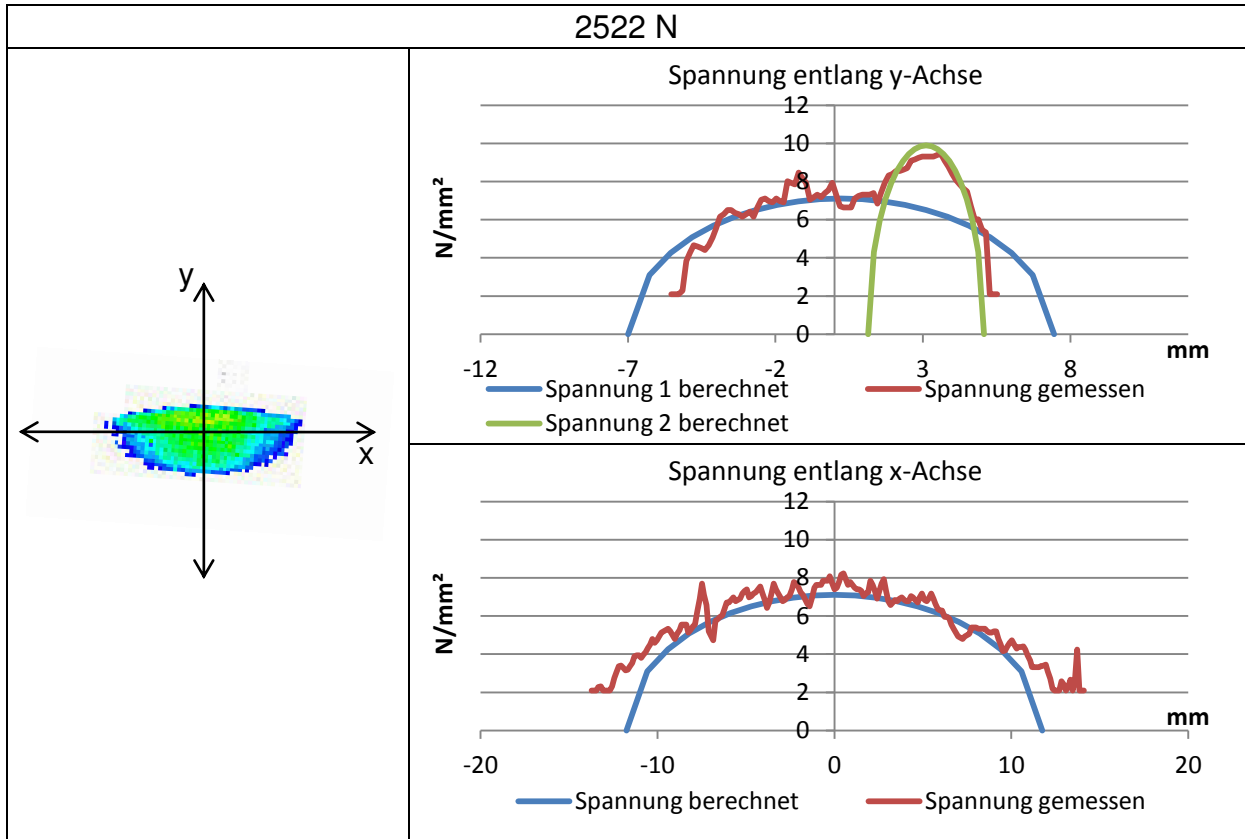 2522 N
y
x
Spannung entlang y-Achse
12
10
8
6
4
2
0
N/mm²
-12
-7
-2
3
8
mm
Spannung 1 berechnet
Spannung gemessen
Spannung 2 berechnet
Spannung entlang x-Achse
12
10
8
6
4
2
0
N/mm²
mm
-20
-10
0
10
20
Spannung berechnet
Spannung gemessen